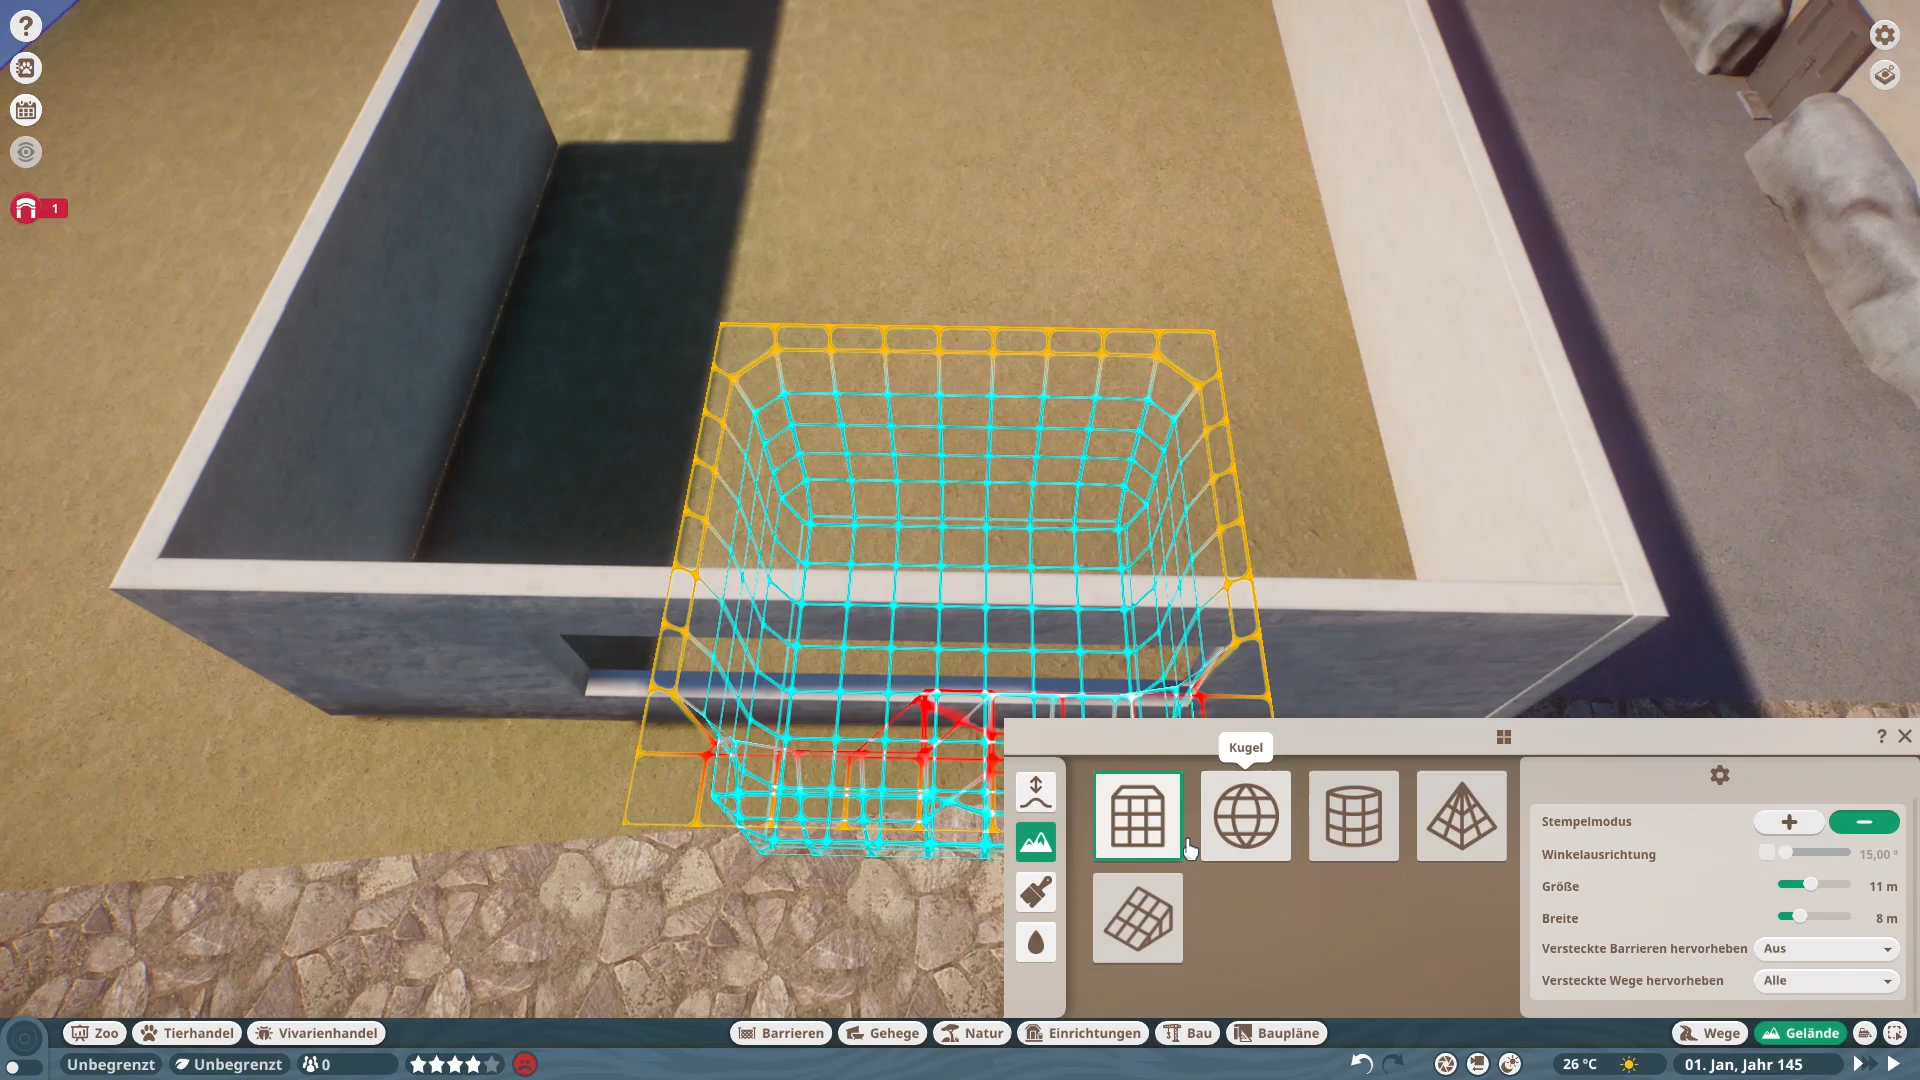 ?
1
Kugel
?
Stempelmodus
Winkelausrichtung
15,00 °
Größe
11 m
Breite
8 m
Versteckte Barrieren hervorheben
Aus
Versteckte Wege hervorheben
Alle
Zoo
Tierhandel
Vivarienhandel
Barrieren
Gehege
Natur
Einrichtungen
Bau
Baupläne
Wege
Gelände
Unbegrenzt
Unbegrenzt
0
26 °C
01. Jan, Jahr 145